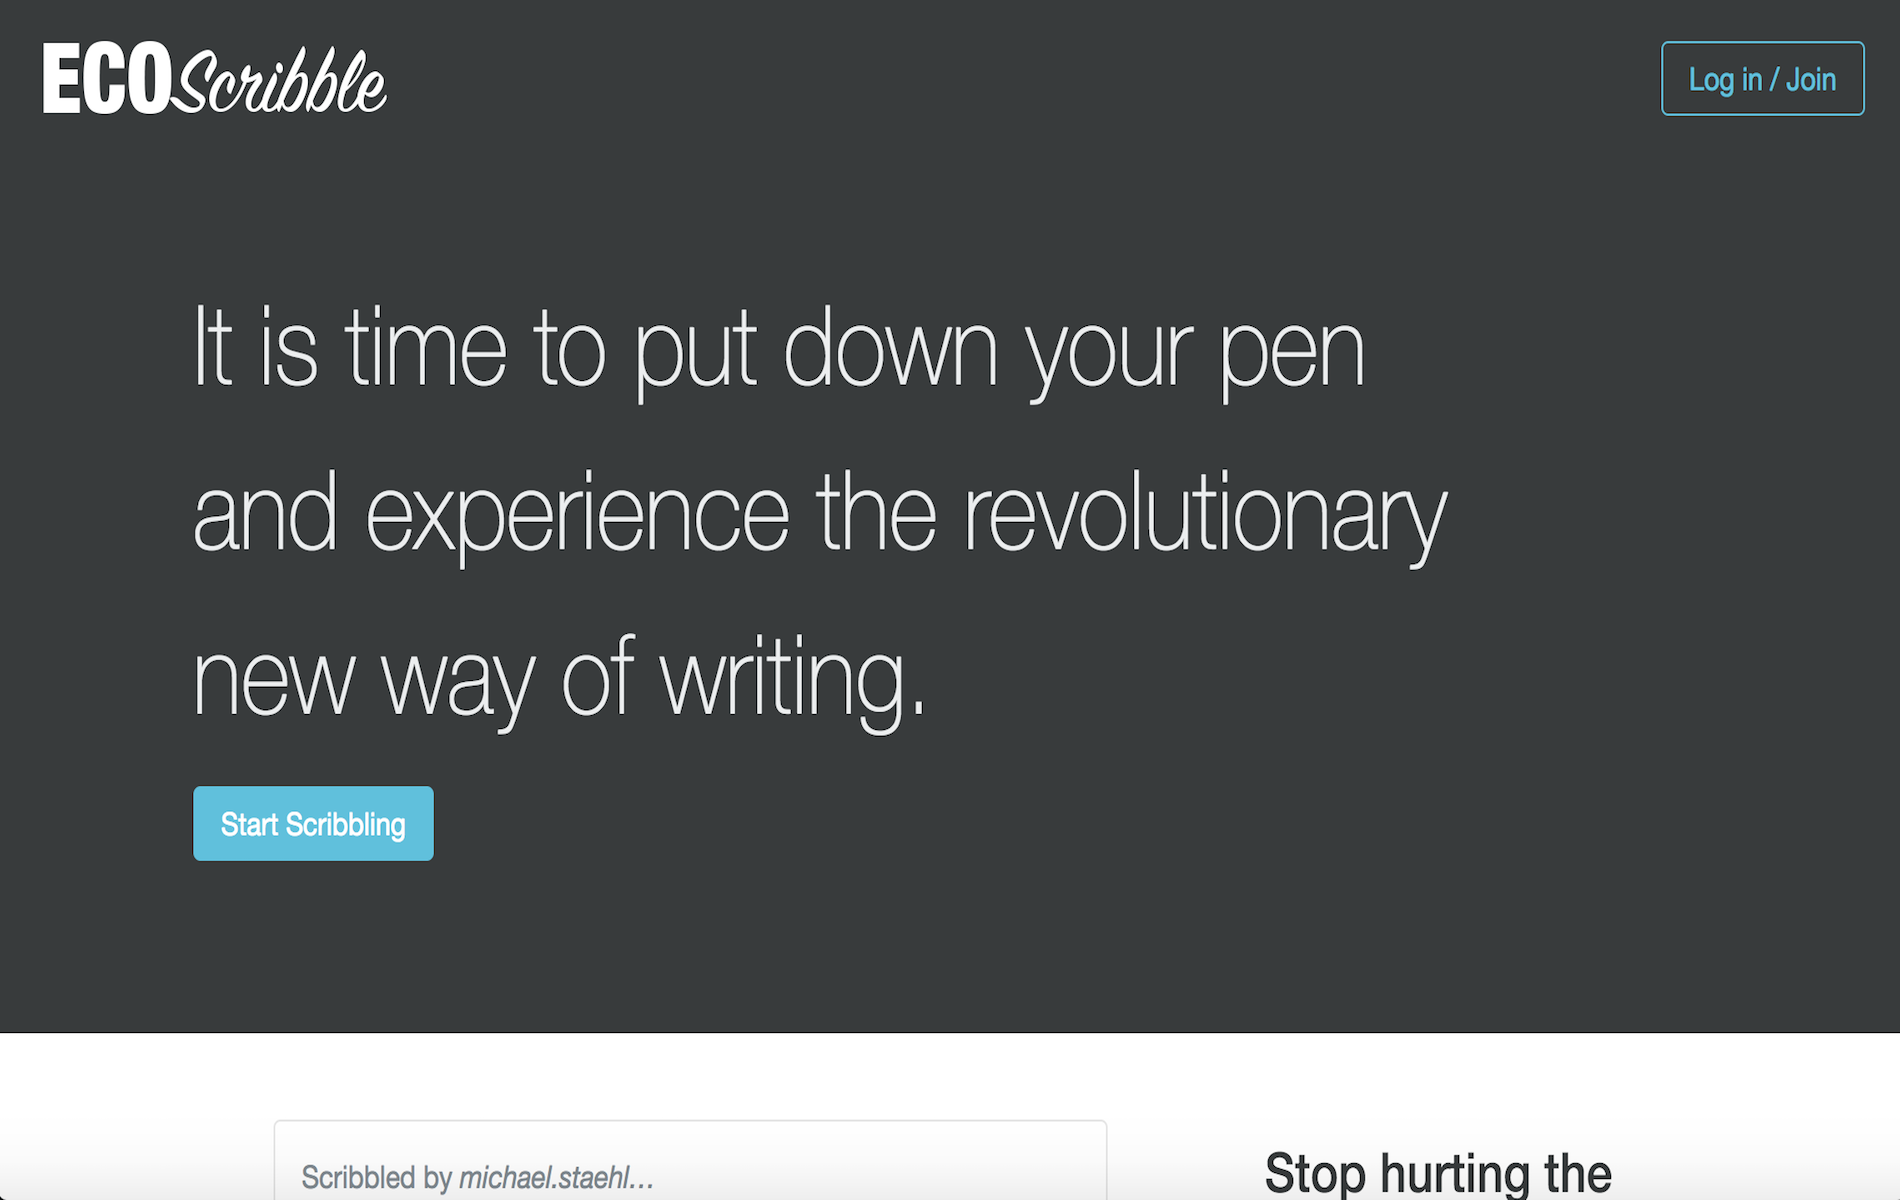 ECOScribble
Log in / Join
It is time to put down your pen
and experience the revolutionary
new way of writing.
Start Scribbling
Scribbled by michael.staehl...
Stop hurting the